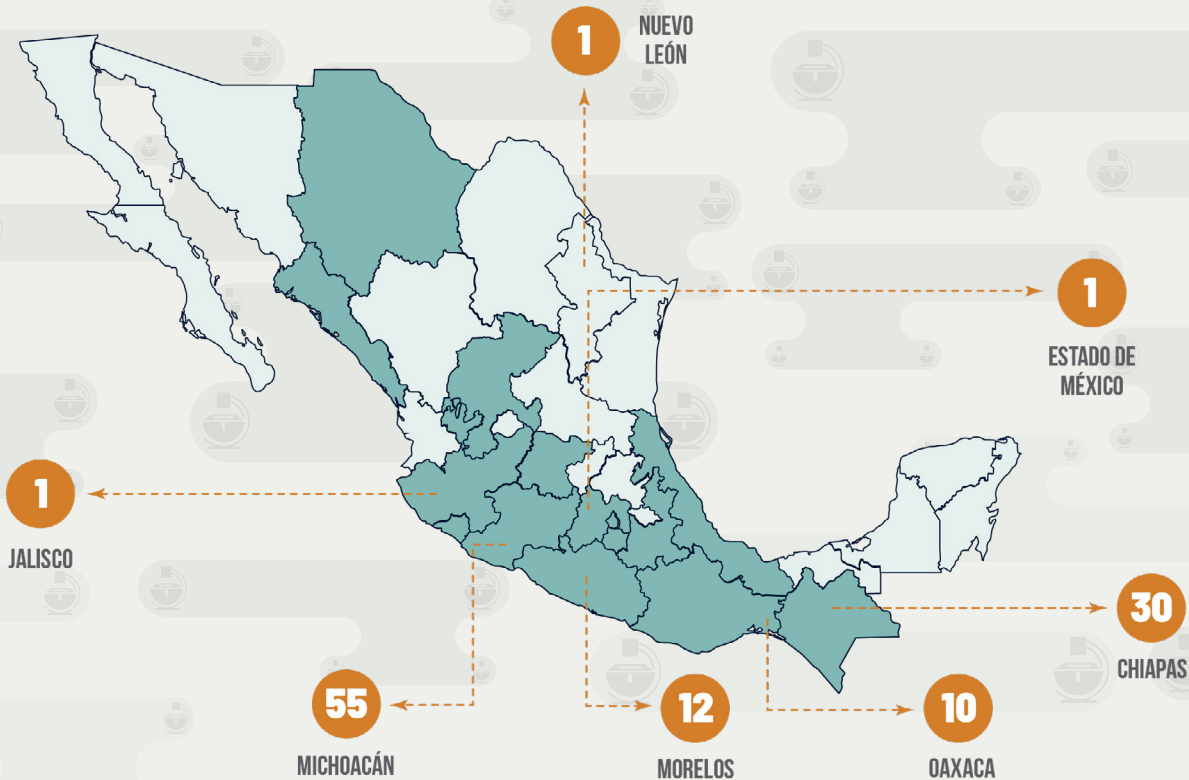 1
NUEVO
LEÓN
1
ESTADO DE
MÉXICO
1
JALISCO
30
CHIAPAS
55
MICHOACÁN
12
MORELOS
10
OAXACA